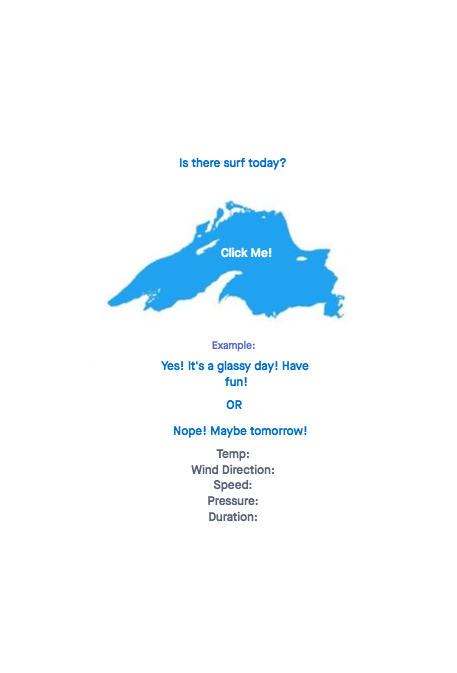 Is there surf today?
Click Me!
Example:
Yes! It's a glassy day! Have
fun!
OR
Nope! Maybe tomorrow!
Temp:
Wind Direction:
Speed:
Pressure:
Duration: